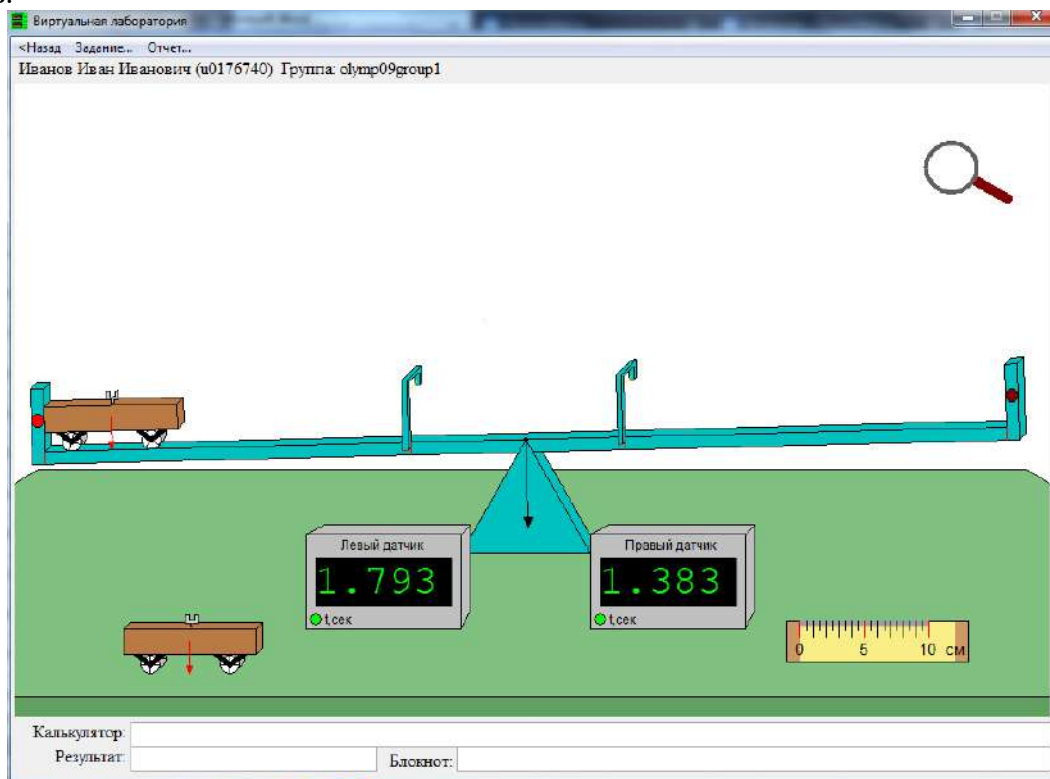 Виртуальная лаборатория
<Назад Задание... Отчет...
Иванов Иван Иванович (u0176740) Группа: olymp09group1
Левый датчик Правый датчик
1.793 1.383
t,сек t,сек
0 5 10 см
Калькулятор:
Результат: Блокнот: